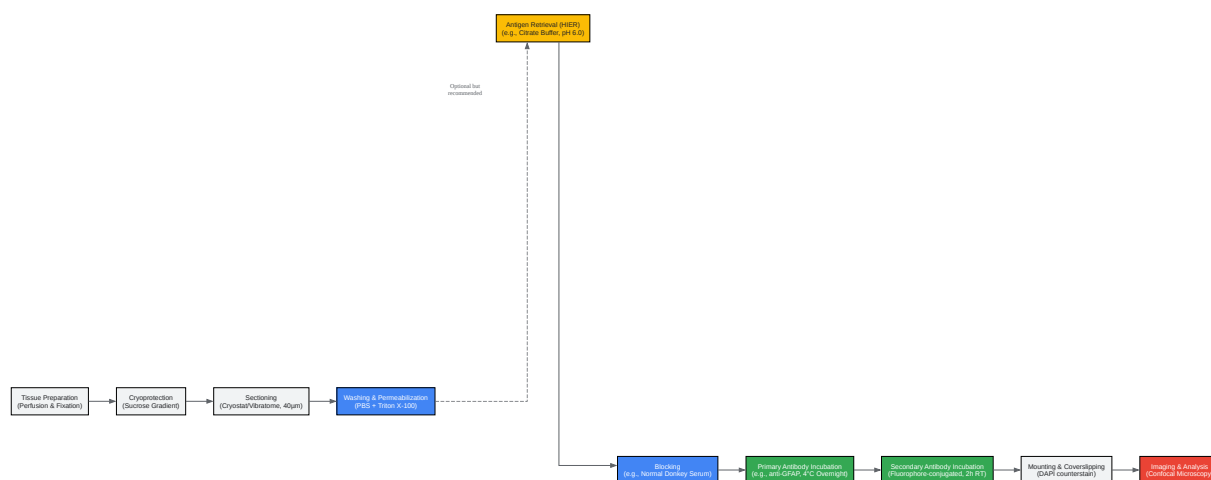 Antigen Retrieval (HIER)
(e.g., Citrate Buffer, pH 6.0)
Optional but
recommended
Tissue Preparation
(Perfusion & Fixation)
Cryoprotection
(Sucrose Gradient)
Sectioning
(Cryostat/Vibratome, 40µm)
Washing & Permeabilization
(PBS + Triton X-100)
Blocking
(e.g., Normal Donkey Serum)
Primary Antibody Incubation
(e.g., anti-GFAP, 4°C Overnight)
Secondary Antibody Incubation
(Fluorophore-conjugated, 2h RT)
Mounting & Coverslipping
(DAPI counterstain)
Imaging & Analysis
(Confocal Microscopy